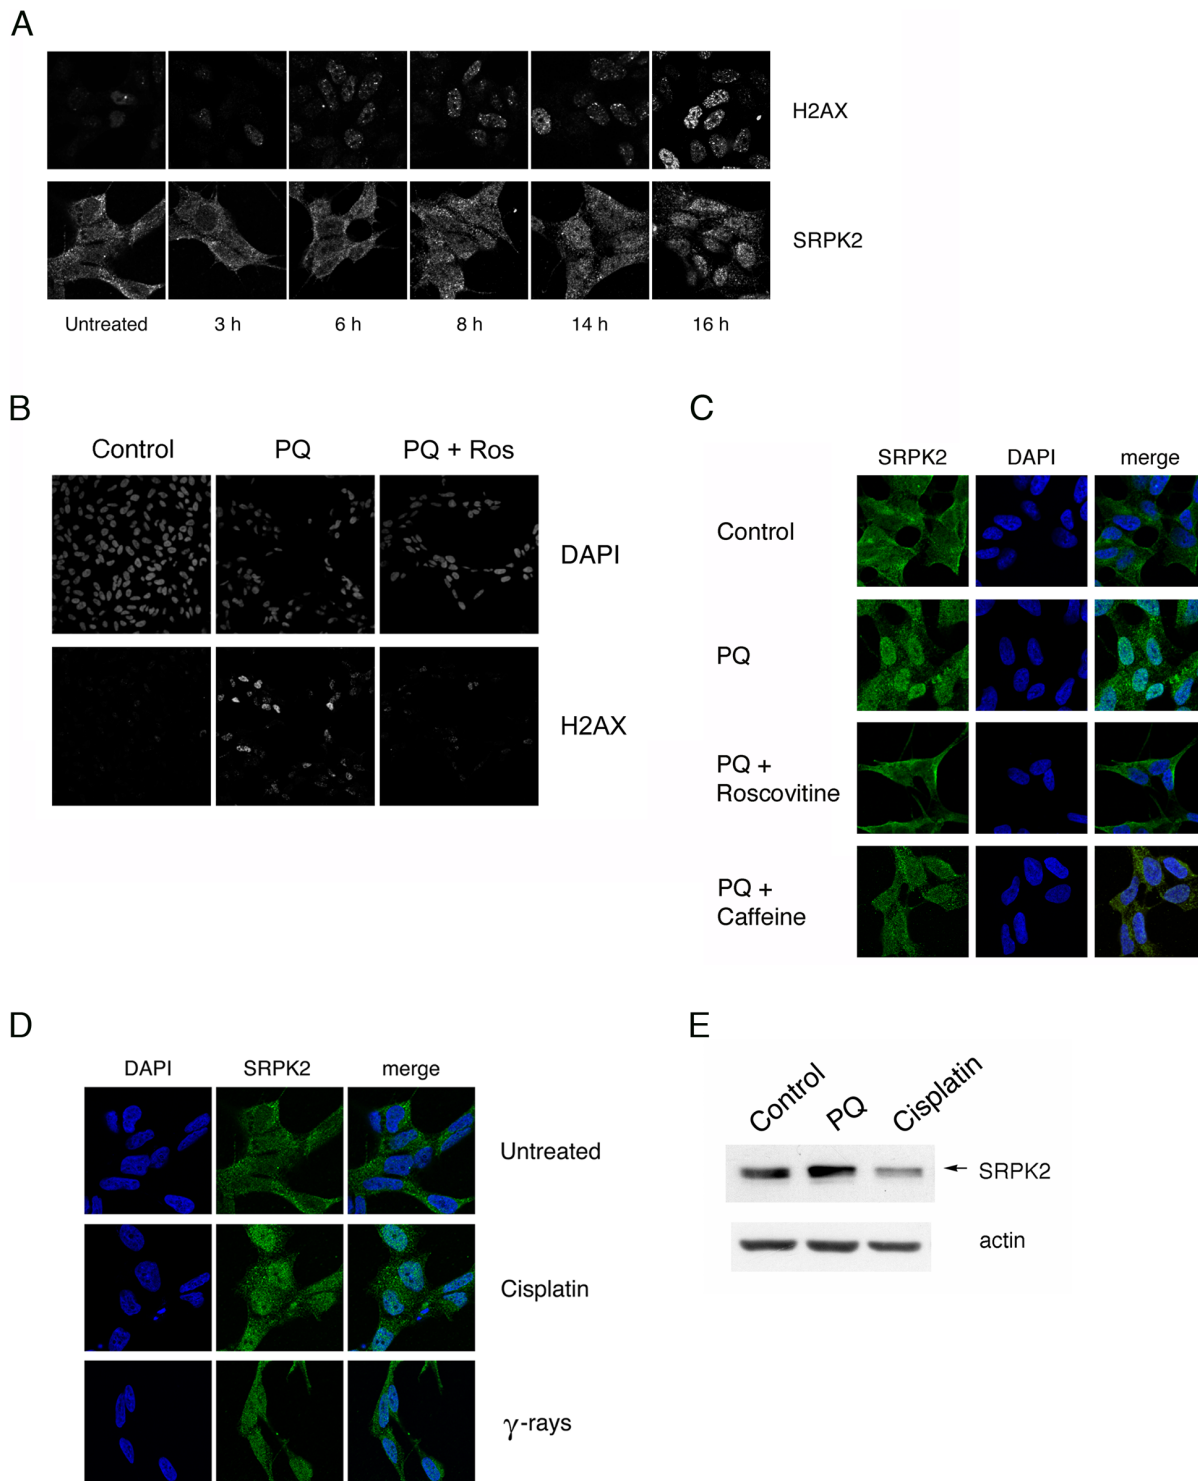 A
H2AX
SRPK2
Untreated 3 h 6 h 8 h 14 h 16 h
B
Control PQ PQ + Ros
DAPI
H2AX
C
SRPK2 DAPI merge
Control
PQ
PQ +
Roscovitine
PQ +
Caffeine
D
DAPI SRPK2 merge
Untreated
Cisplatin
γ-rays
E
Control PQ Cisplatin
SRPK2
actin